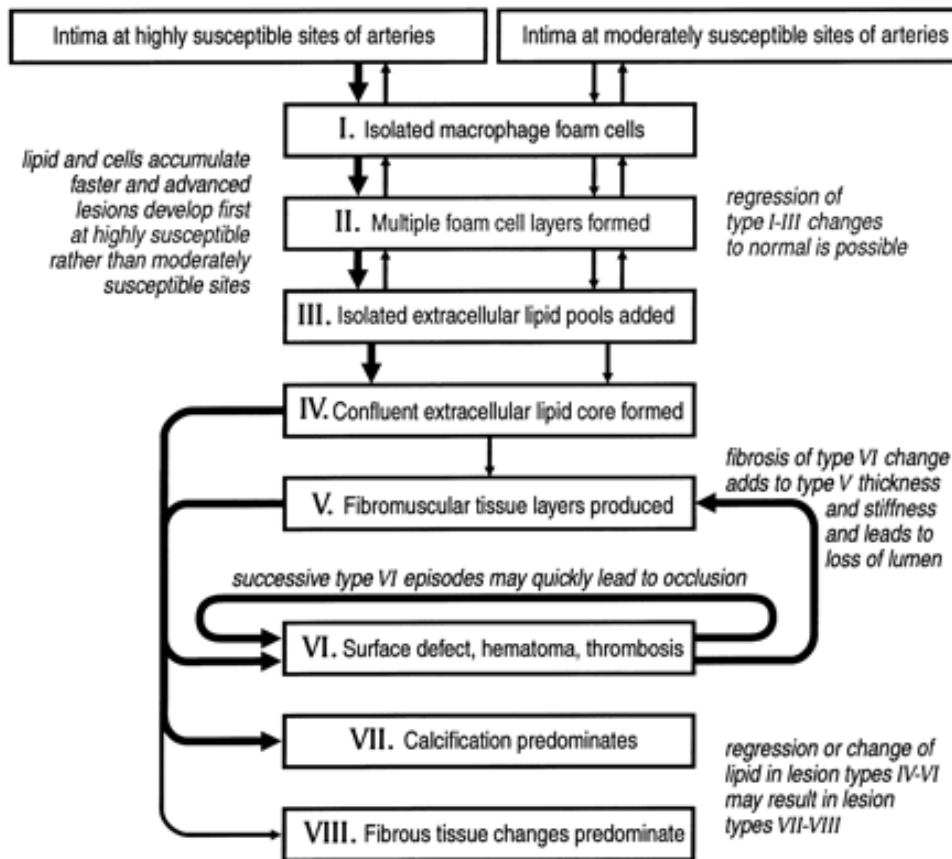 Intima at highly susceptible sites of arteries
Intima at moderately susceptible sites of arteries
I. Isolated macrophage foam cells
lipid and cells accumulate
faster and advanced
lesions develop first
at highly susceptible
rather than moderately
susceptible sites
II. Multiple foam cell layers formed
regression of
type I-III changes
to normal is possible
III. Isolated extracellular lipid pools added
IV. Confluent extracellular lipid core formed
V. Fibromuscular tissue layers produced
fibrosis of type VI change
adds to type V thickness
and stiffness
and leads to
loss of lumen
successive type VI episodes may quickly lead to occlusion
VI. Surface defect, hematoma, thrombosis
VII. Calcification predominates
regression or change of
lipid in lesion types IV-VI
may result in lesion
types VII-VIII
VIII. Fibrous tissue changes predominate